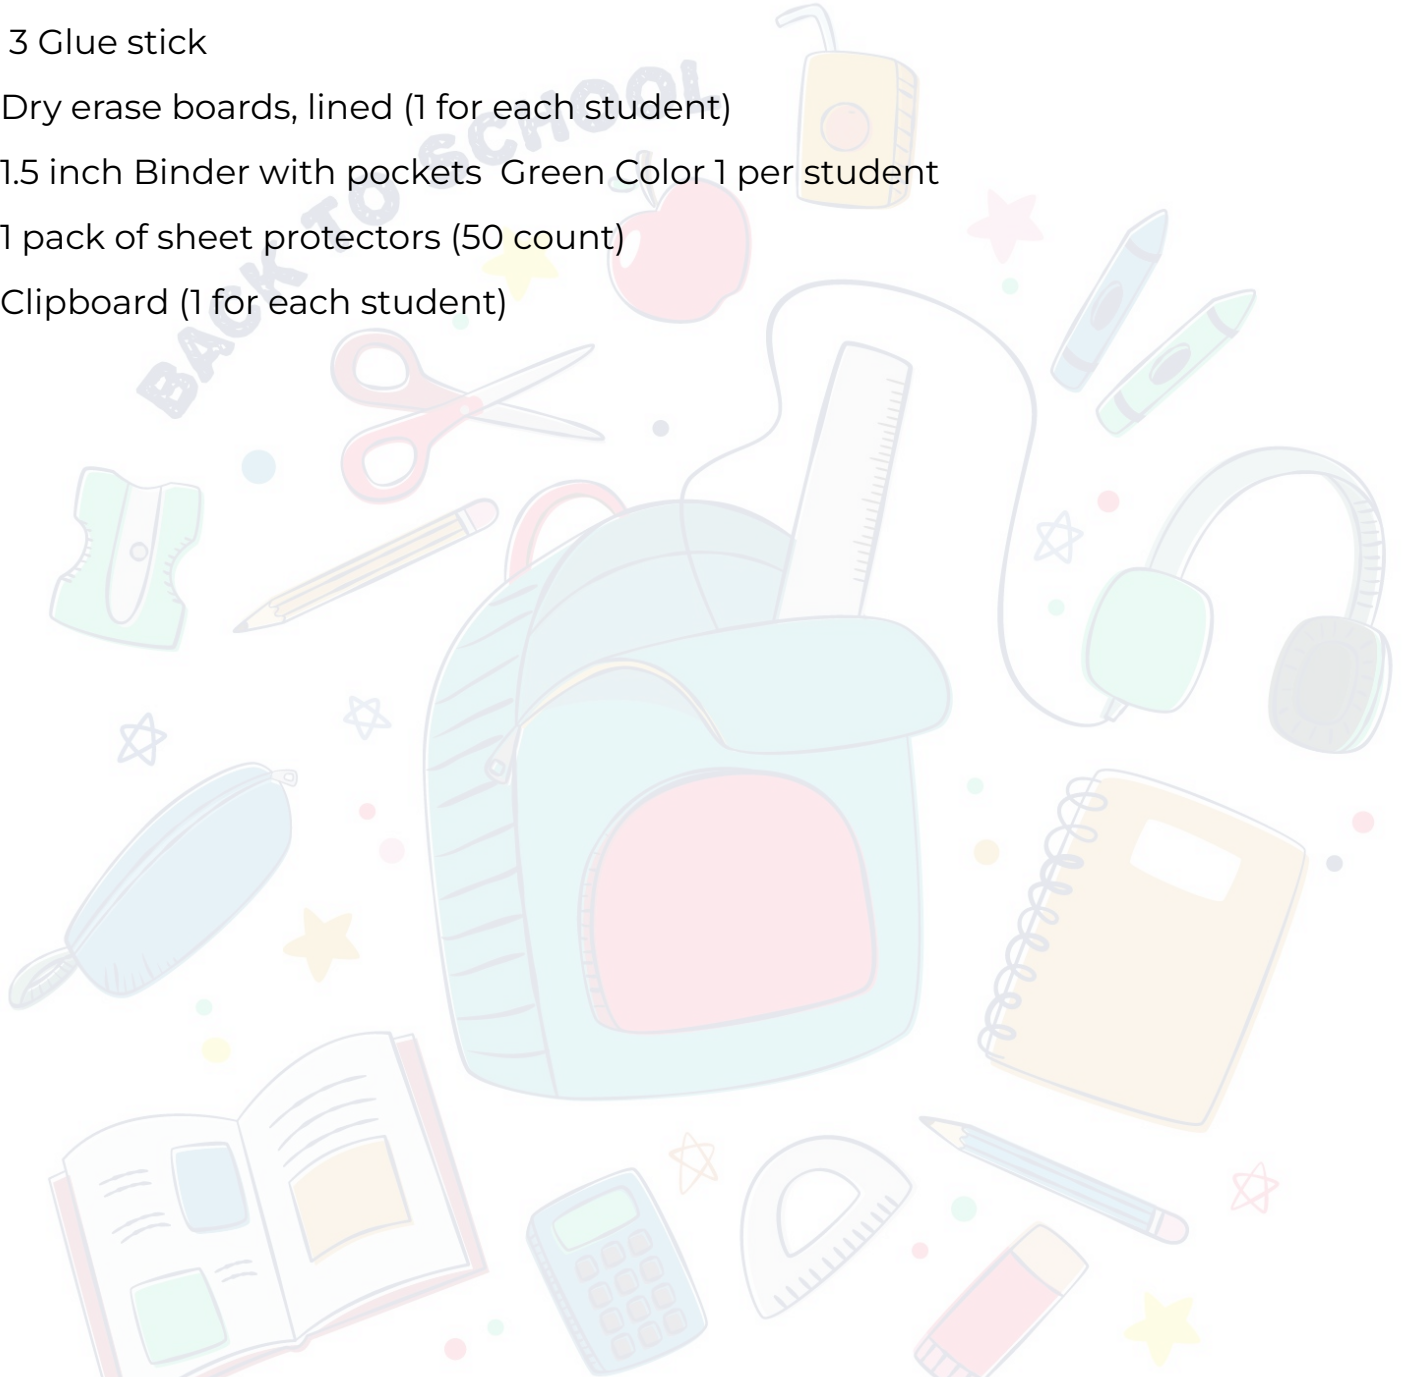 3 Glue stick
Dry erase boards, lined (1 for each student)
1.5 inch Binder with pockets  Green Color 1 per student
1 pack of sheet protectors (50 count)
Clipboard (1 for each student)
BACK TO SCHOOL